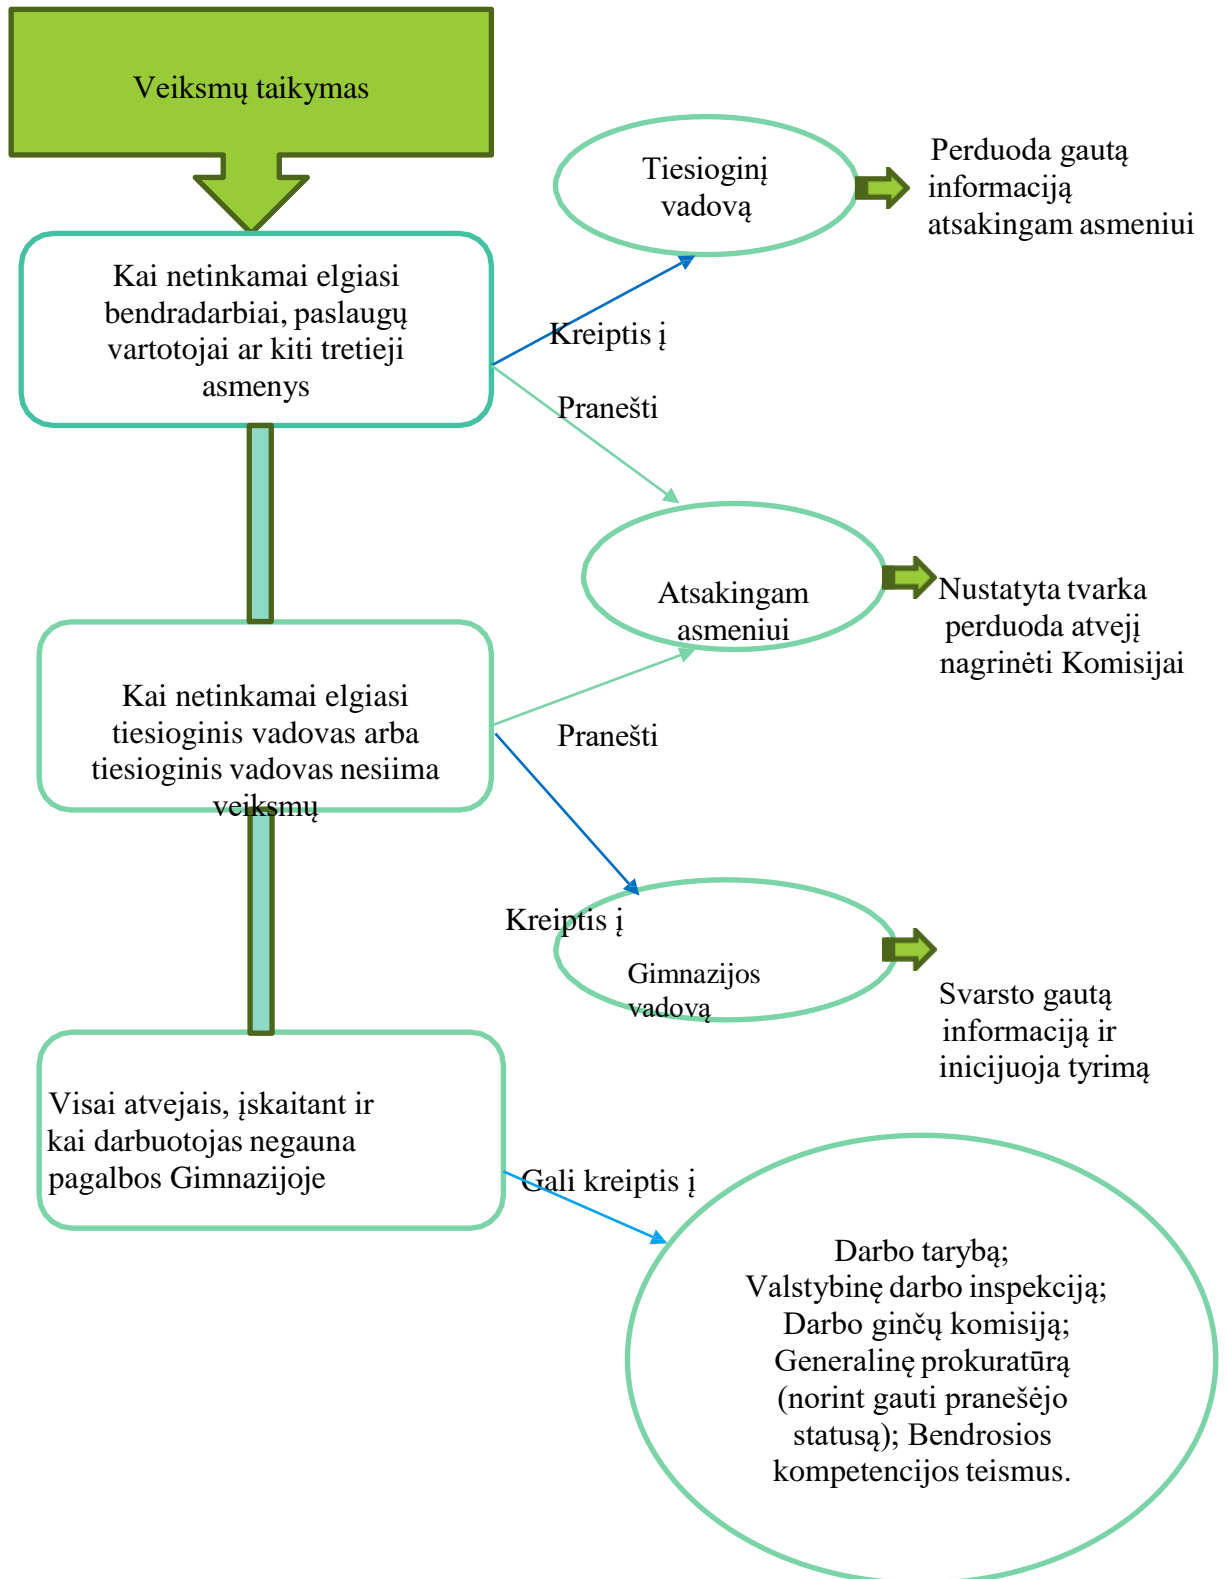 Veiksmų taikymas
Tiesioginį
vadovą
Perduoda gautą
informaciją
atsakingam asmeniui
Kai netinkamai elgiasi
bendradarbiai, paslaugų
vartotojai ar kiti tretieji
asmenys
Kreiptis į
Pranešti
Atsakingam
asmeniui
Nustatyta tvarka
perduoda atvejį
nagrinėti Komisijai
Kai netinkamai elgiasi
tiesioginis vadovas arba
tiesioginis vadovas nesiima
veiksmų
Pranešti
Kreiptis į
Gimnazijos
vadovą
Svarsto gautą
informaciją ir
inicijuoja tyrimą
Visai atvejais, įskaitant ir
kai darbuotojas negauna
pagalbos Gimnazijoje
Gali kreiptis į
Darbo tarybą;
Valstybinę darbo inspekciją;
Darbo ginčų komisiją;
Generalinę prokuratūrą
(norint gauti pranešėjo
statusą); Bendrosios
kompetencijos teismus.